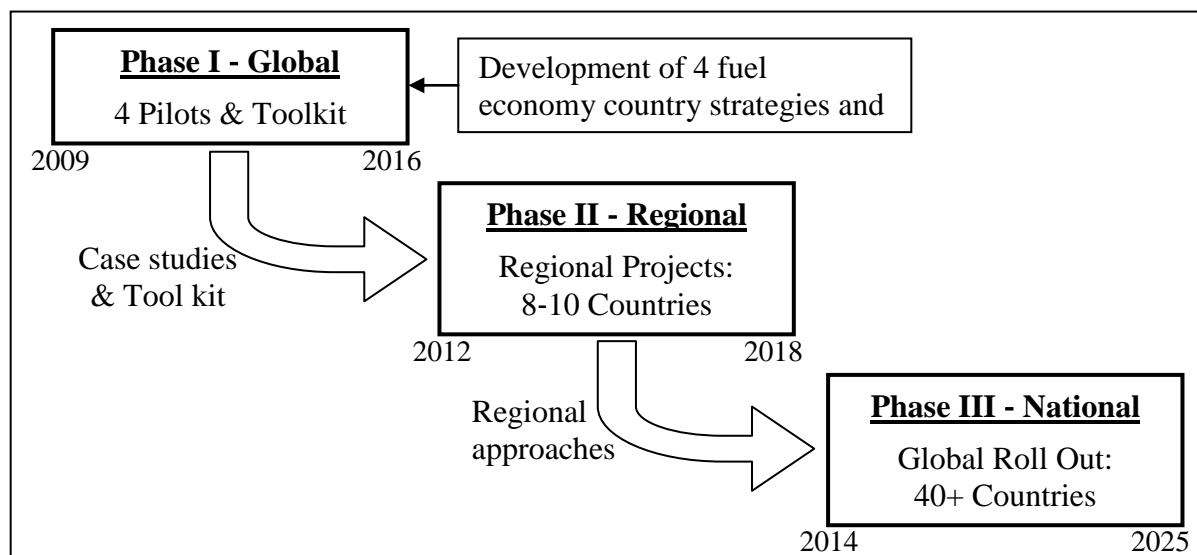 Phase I - Global
4 Pilots & Toolkit
Development of 4 fuel
economy country strategies and
2009
2016
Case studies
& Tool kit
Phase II - Regional
Regional Projects:
8-10 Countries
2012
2018
Regional
approaches
Phase III - National
Global Roll Out:
40+ Countries
2014
2025